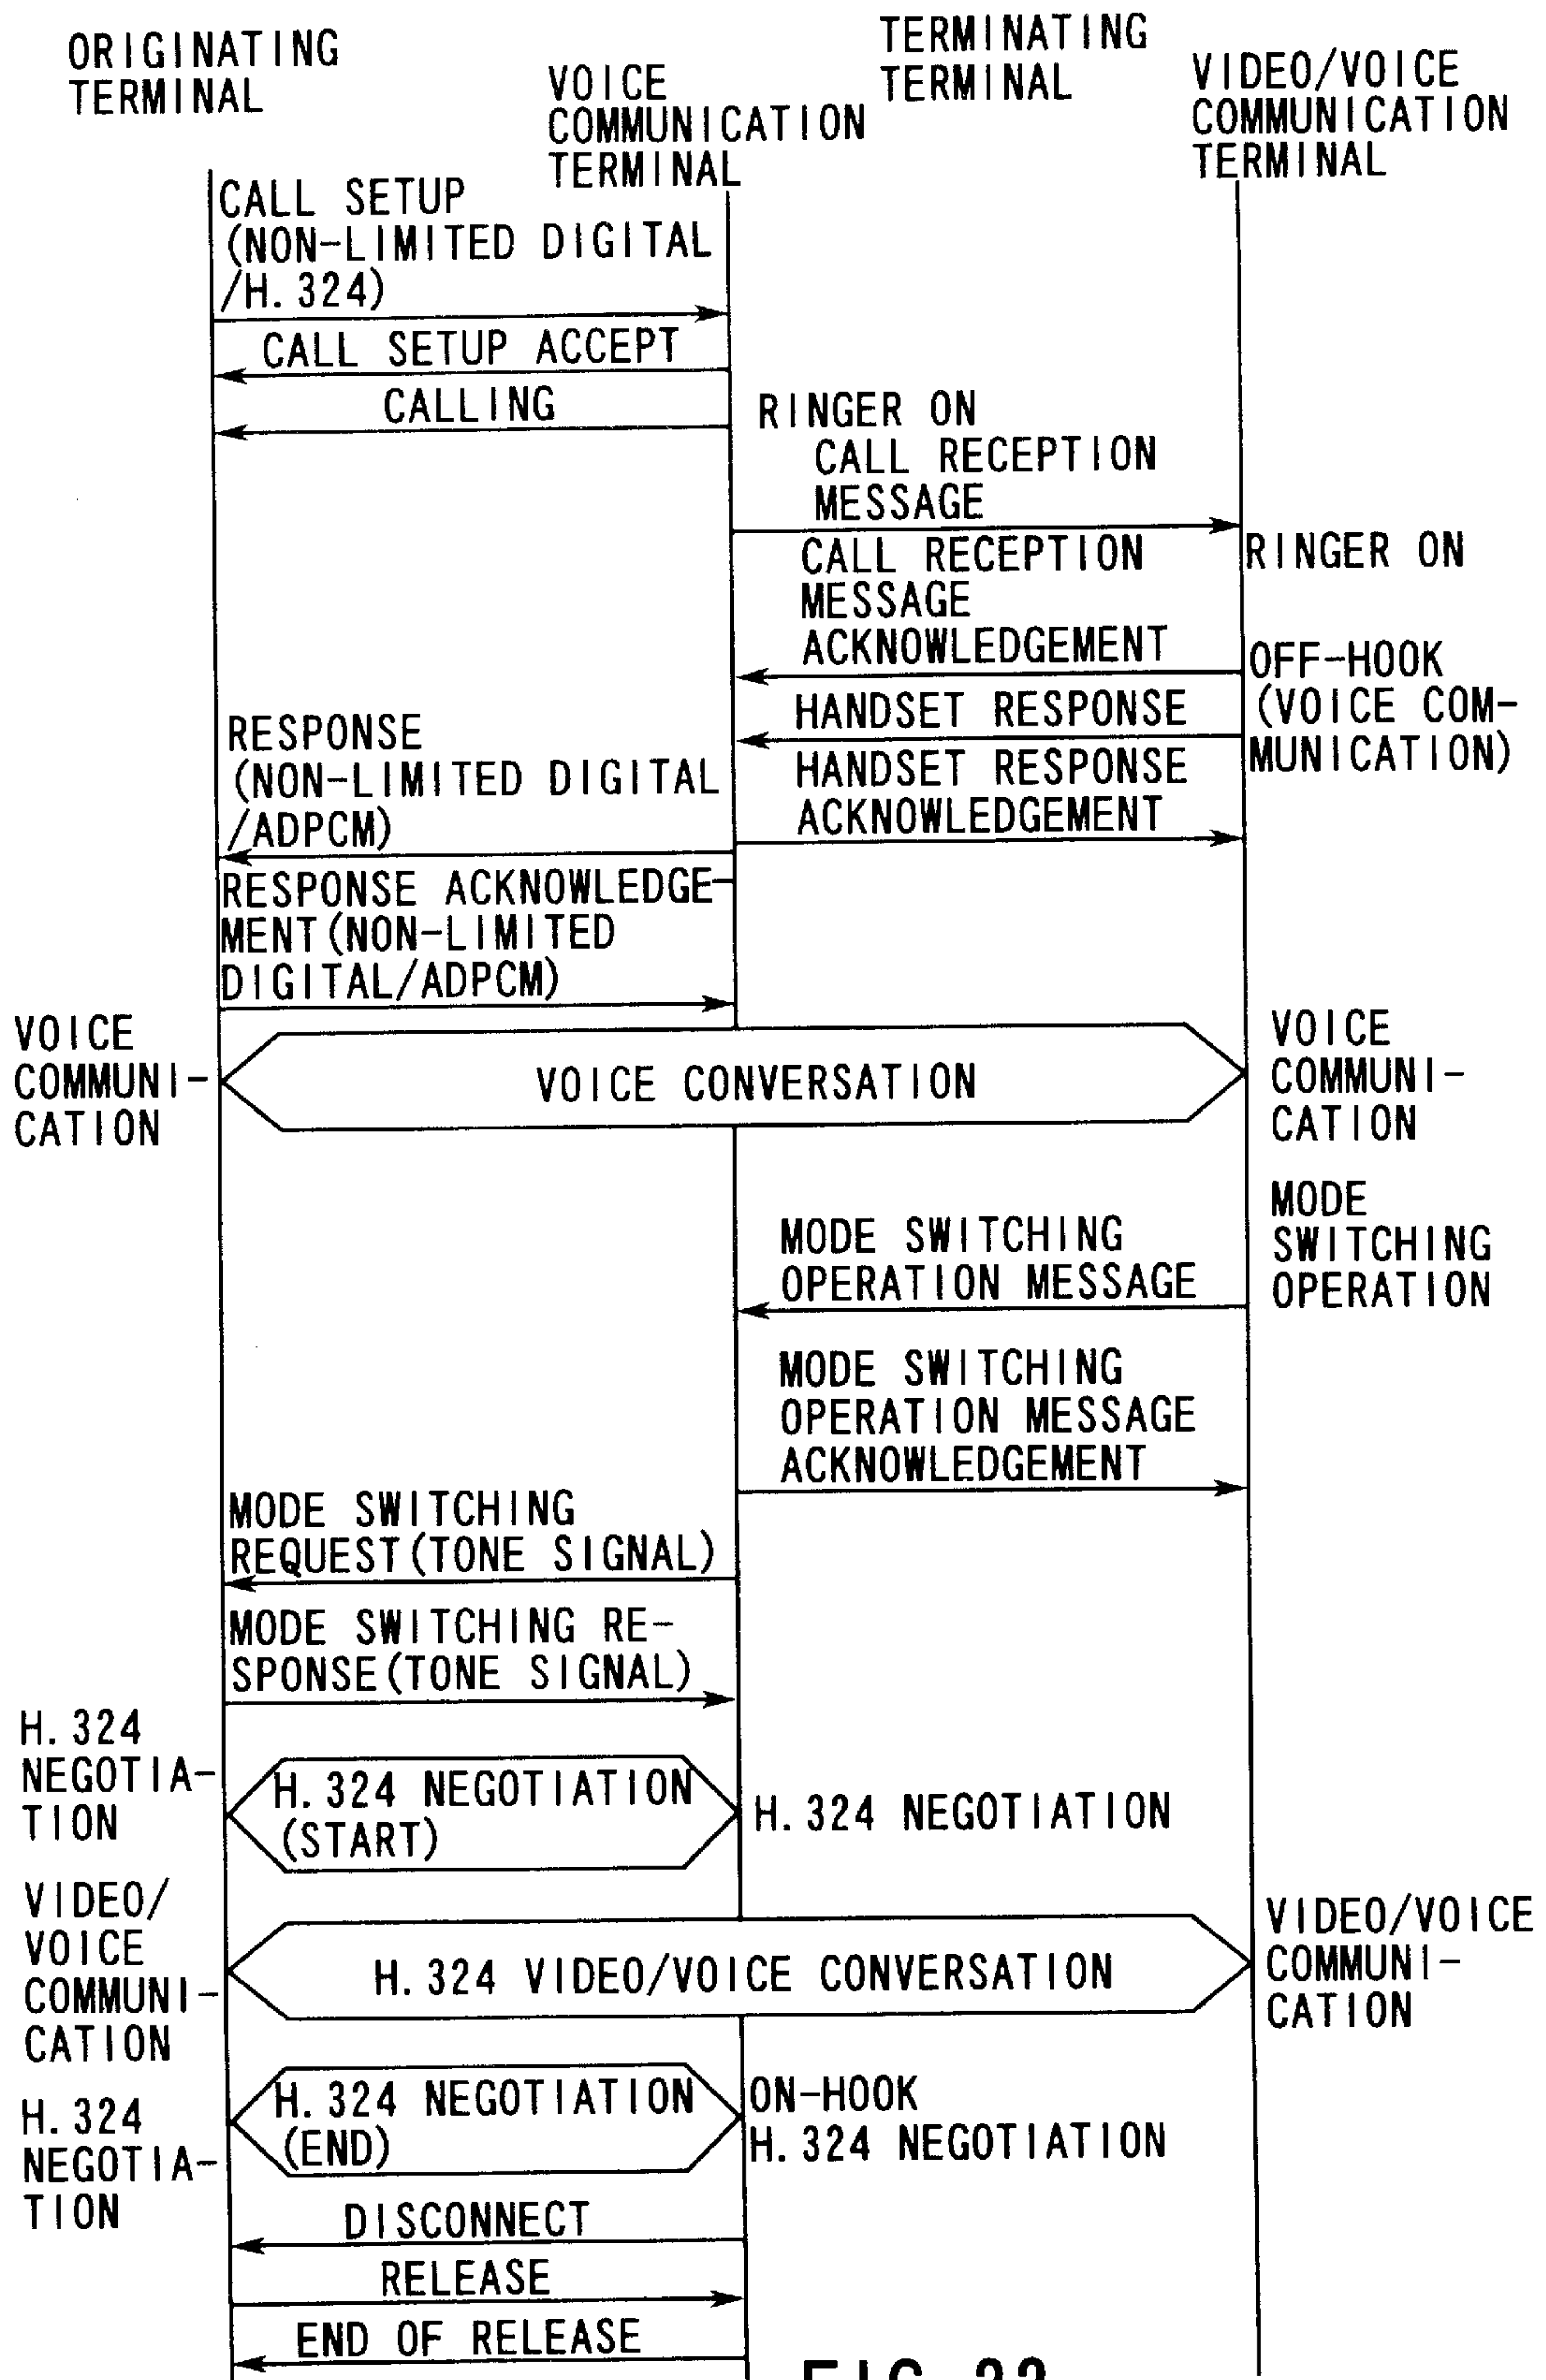 ORIGINATING
TERMINAL
VOICE
COMMUNICATION
TERMINAL
TERMINATING
TERMINAL
VIDEO/VOICE
COMMUNICATION
TERMINAL
CALL SETUP
(NON-LIMITED DIGITAL
/H.324)
CALL SETUP ACCEPT
CALLING
RINGER ON
CALL RECEPTION
MESSAGE
RINGER ON
CALL RECEPTION
MESSAGE
ACKNOWLEDGEMENT
OFF-HOOK
(VOICE COM-
MUNICATION)
HANDSET RESPONSE
HANDSET RESPONSE
ACKNOWLEDGEMENT
RESPONSE
(NON-LIMITED DIGITAL
/ADPCM)
RESPONSE ACKNOWLEDGE-
MENT(NON-LIMITED
DIGITAL/ADPCM)
VOICE
COMMUNI-
CATION
VOICE CONVERSATION
VOICE
COMMUNI-
CATION
MODE
SWITCHING
OPERATION
MODE SWITCHING
OPERATION MESSAGE
MODE SWITCHING
OPERATION MESSAGE
ACKNOWLEDGEMENT
MODE SWITCHING
REQUEST(TONE SIGNAL)
MODE SWITCHING RE-
SPONSE(TONE SIGNAL)
H.324
NEGOTIA-
TION
H.324 NEGOTIATION
(START)
H.324 NEGOTIATION
VIDEO/
VOICE
COMMUNI-
CATION
H.324 VIDEO/VOICE CONVERSATION
VIDEO/VOICE
COMMUNI-
CATION
H.324
NEGOTIA-
TION
H.324 NEGOTIATION
(END)
ON-HOOK
H.324 NEGOTIATION
DISCONNECT
RELEASE
END OF RELEASE